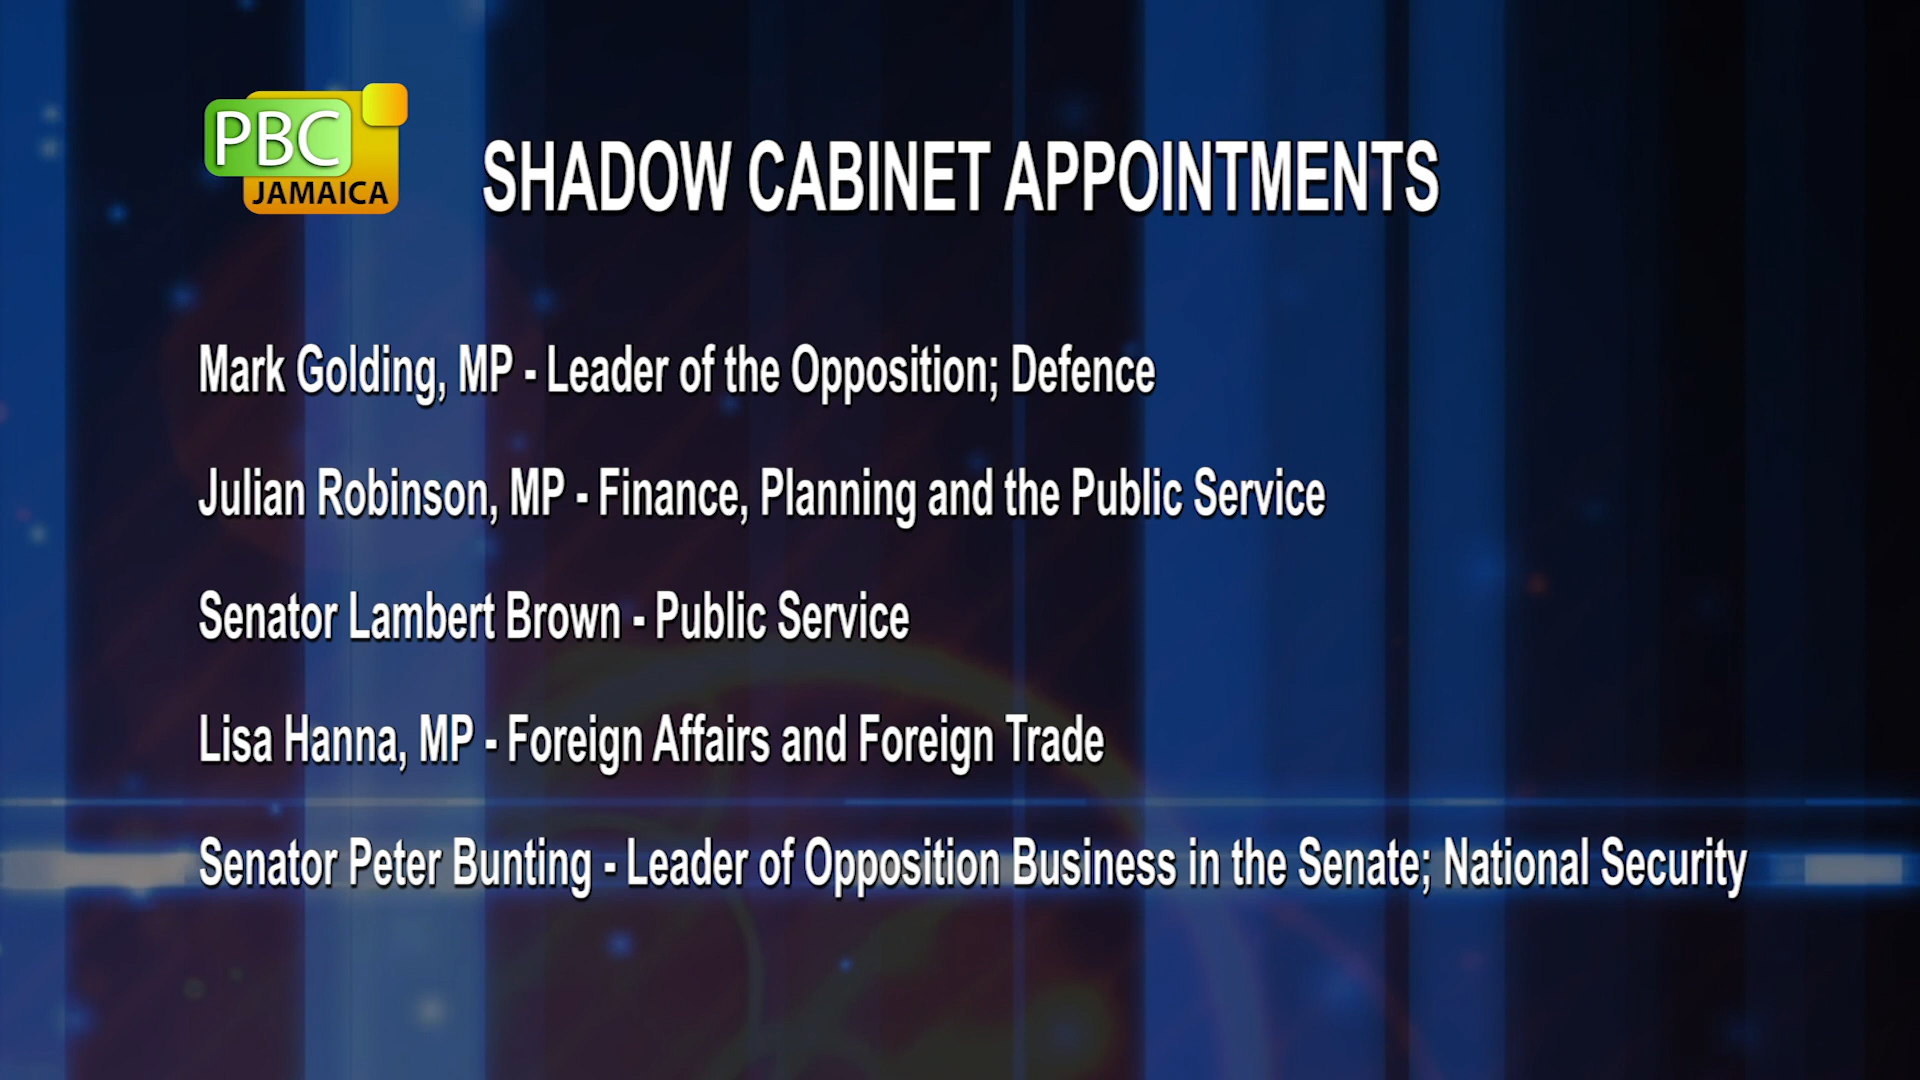 PBC
JAMAICA
SHADOW CABINET APPOINTMENTS
Mark Golding, MP - Leader of the Opposition; Defence
Julian Robinson, MP - Finance, Planning and the Public Service
Senator Lambert Brown - Public Service
Lisa Hanna, MP - Foreign Affairs and Foreign Trade
Senator Peter Bunting - Leader of Opposition Business in the Senate; National Security